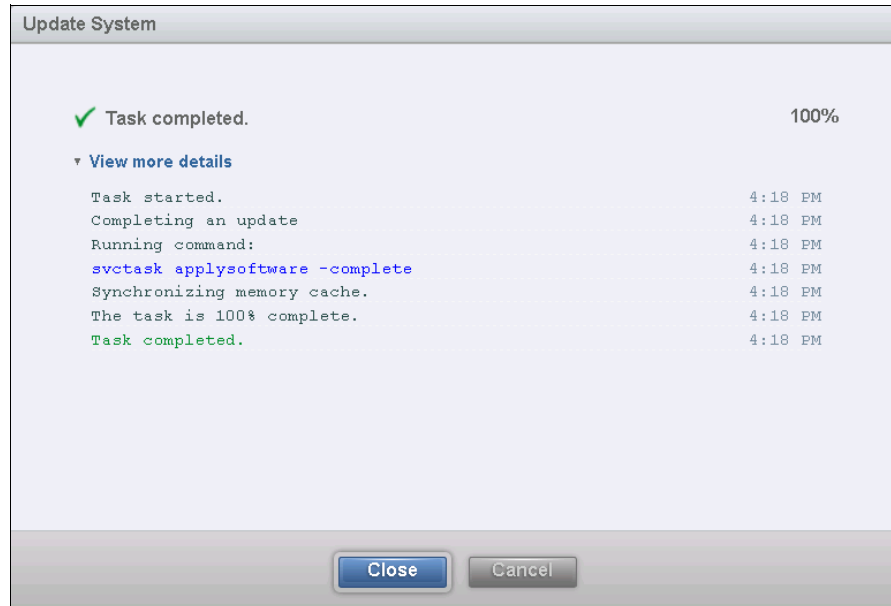 Update System
Task completed. 100%
View more details
Task started. 4:18 PM
Completing an update 4:18 PM
Running command: 4:18 PM
svctask applysoftware -complete 4:18 PM
Synchronizing memory cache. 4:18 PM
The task is 100% complete. 4:18 PM
Task completed. 4:18 PM
Close Cancel